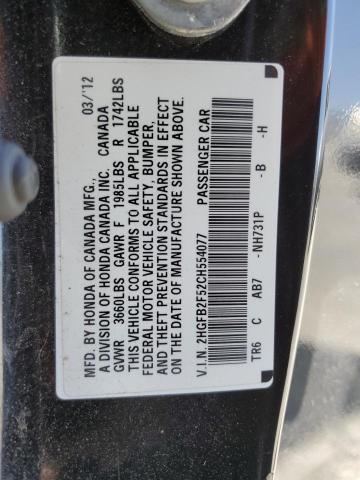 MFD. BY HONDA OF CANADA MFG., 03/'12
A DIVISION OF HONDA CANADA INC. CANADA
GVWR 3660LBS GAWR F 1985LBS R 1742LBS
THIS VEHICLE CONFORMS TO ALL APPLICABLE
FEDERAL MOTOR VEHICLE SAFETY, BUMPER,
AND THEFT PREVENTION STANDARDS IN EFFECT
ON THE DATE OF MANUFACTURE SHOWN ABOVE.
V.I.N. 2HGFB2F52CH554077 PASSENGER CAR
TR6 C AB7 -NH731P -B -H